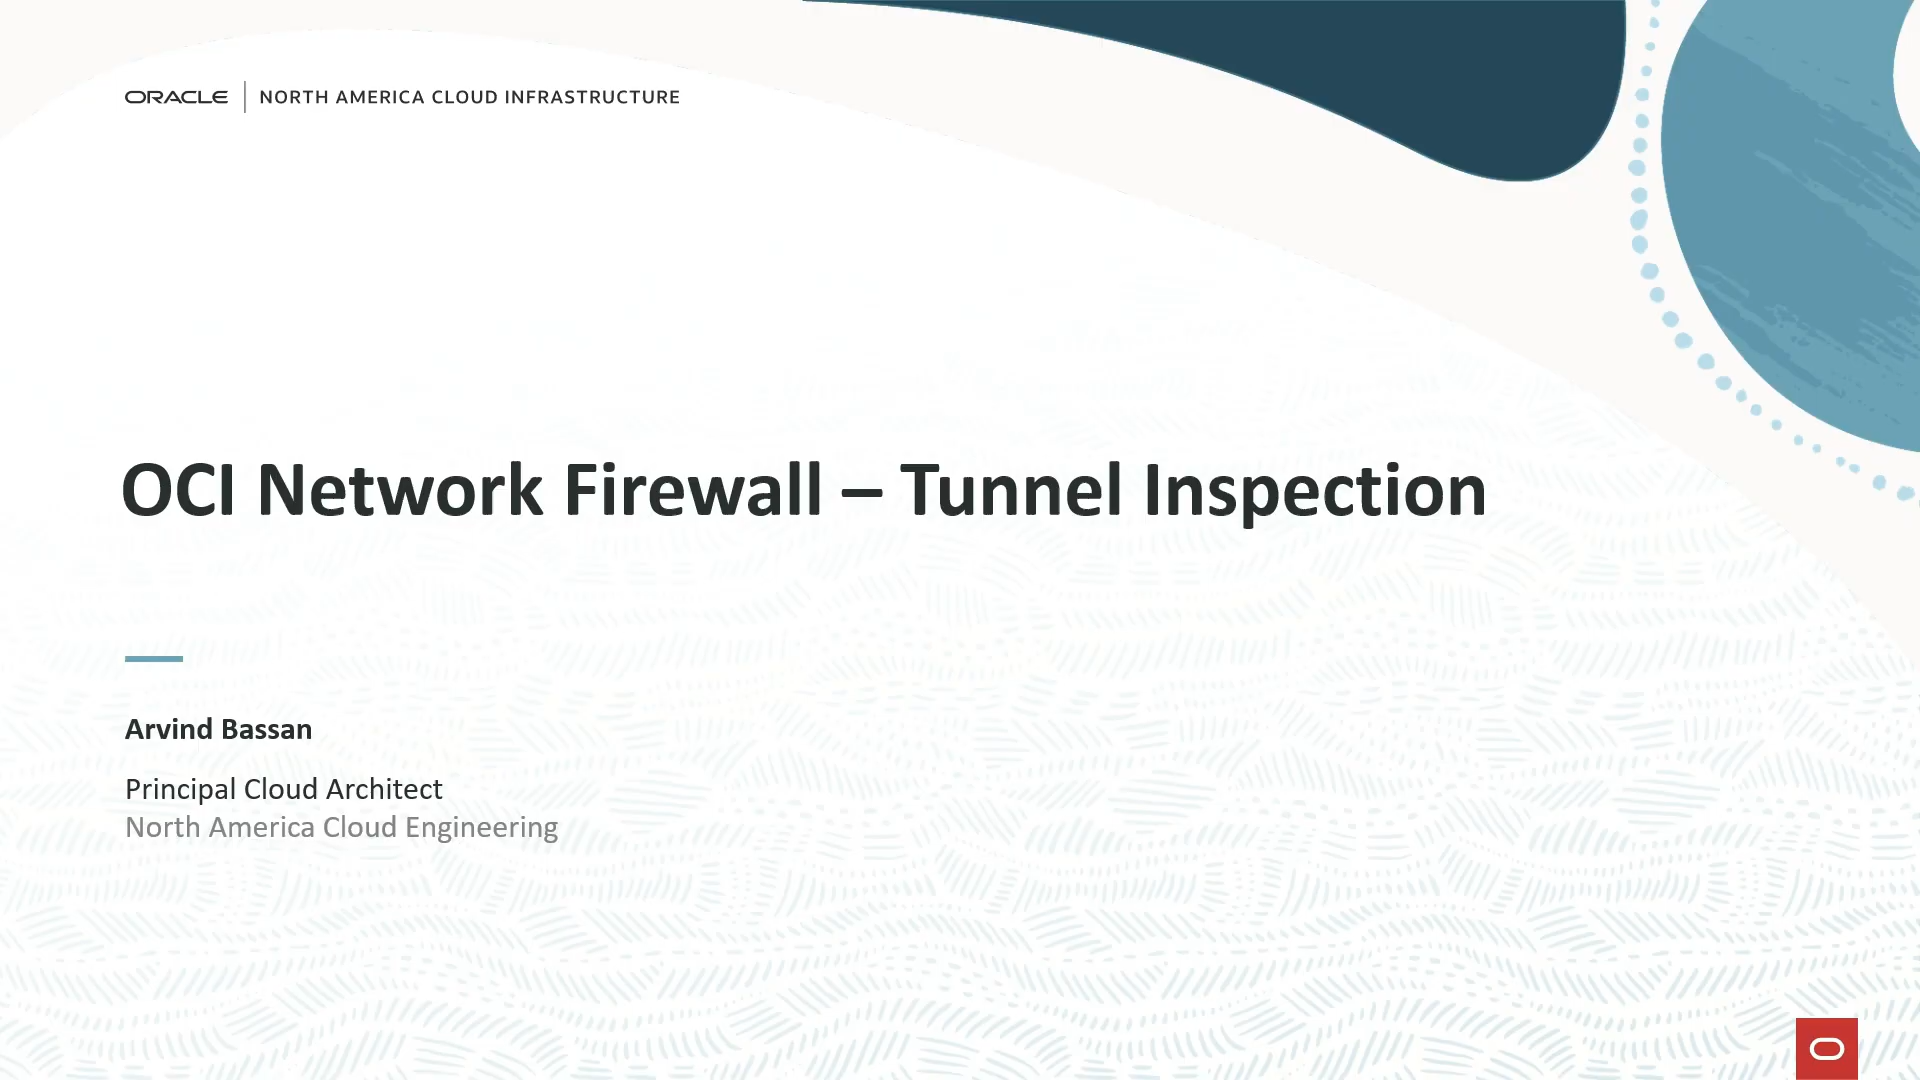 ORACLE | NORTH AMERICA CLOUD INFRASTRUCTURE
OCI Network Firewall – Tunnel Inspection
Arvind Bassan
Principal Cloud Architect
North America Cloud Engineering